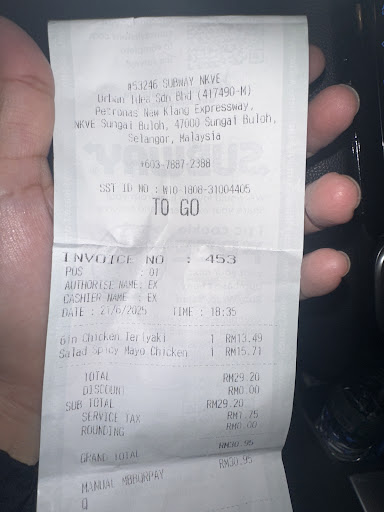 #53246 SUBWAY NKVE
Urban Idea Sdn Bhd (417490-M)
Petronas New Klang Expressway,
NKVE Sungai Buloh, 47000 Sungai Buloh,
Selangor, Malaysia
+603-7887-2388
SST ID NO : W10-1808-31004405
TO GO
INVOICE NO : 453
POS : 01
AUTHORISE NAME: EX
CASHIER NAME : EX
DATE : 21/6/2025 TIME : 18:35
6in Chicken Teriyaki 1 RM13.49
Salad Spicy Mayo Chicken 1 RM15.71
TOTAL RM29.20
DISCOUNT RM0.00
SUB TOTAL RM29.20
SERVICE TAX RM1.75
ROUNDING RM0.00
GRAND TOTAL RM30.95
MANUAL MBBQRPAY RM30.95
0